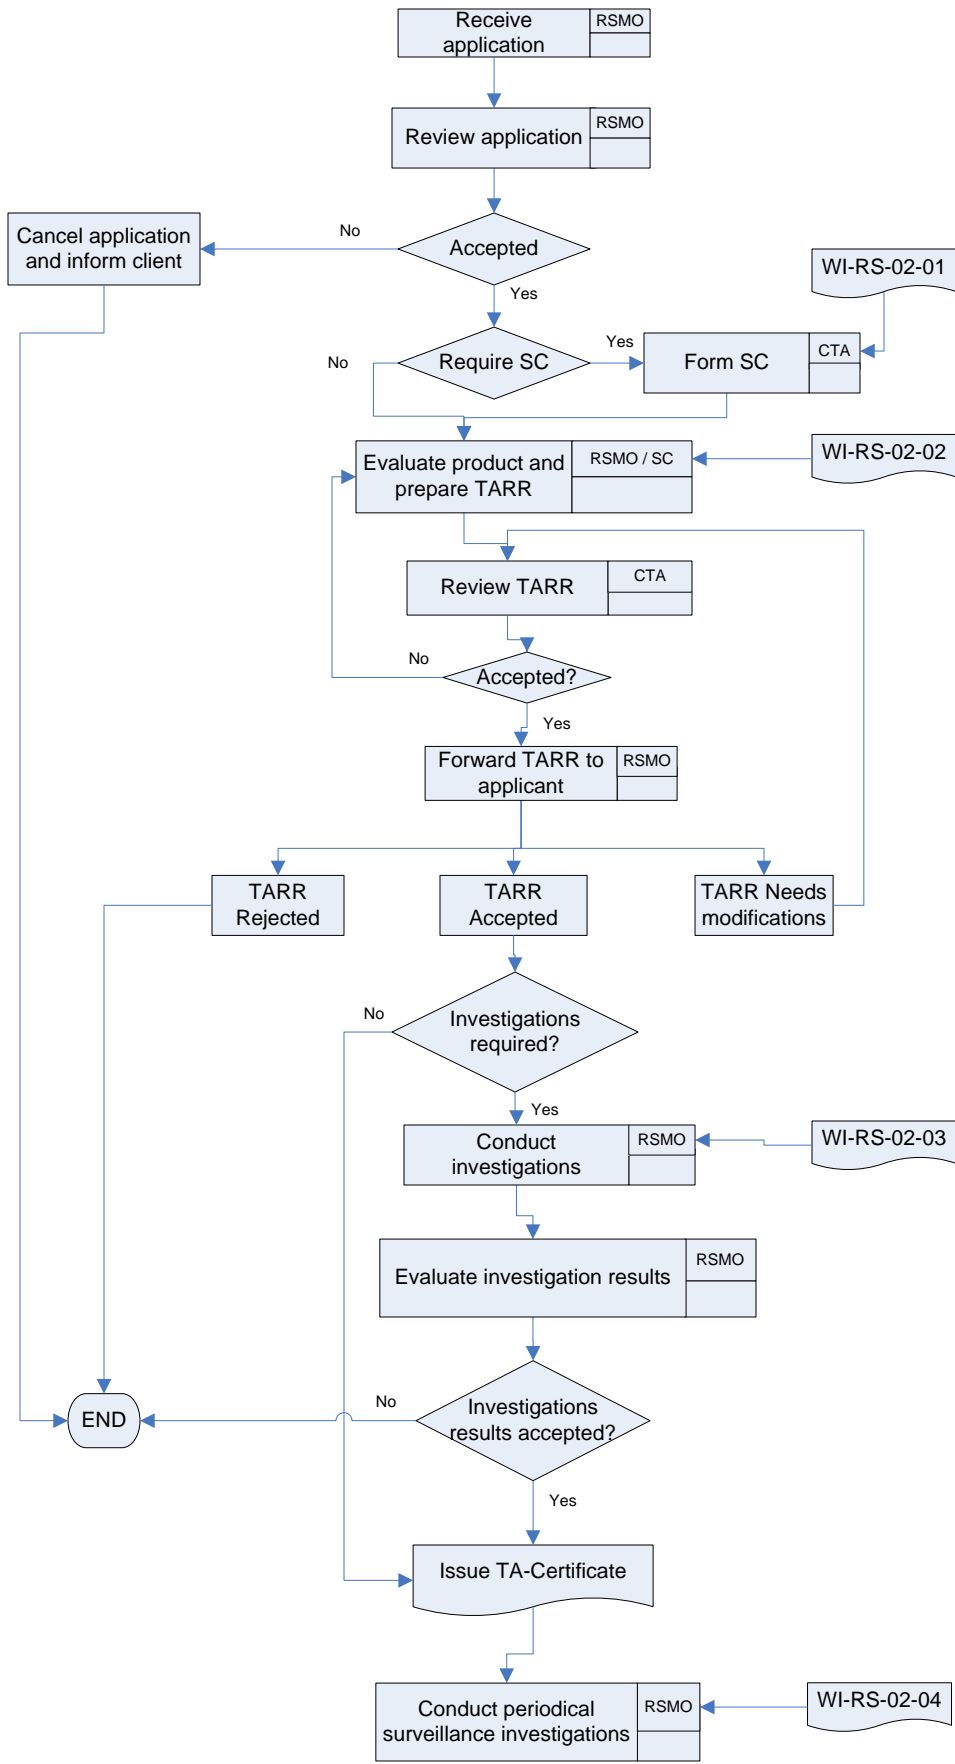 Receive
application
RSMO
Review application
RSMO
Cancel application
and inform client
No
Accepted
Yes
WI-RS-02-01
No
Require SC
Yes
Form SC
CTA
Evaluate product and
prepare TARR
RSMO / SC
WI-RS-02-02
Review TARR
CTA
No
Accepted?
Yes
Forward TARR to
applicant
RSMO
TARR
Rejected
TARR
Accepted
TARR Needs
modifications
No
Investigations
required?
Yes
Conduct
investigations
RSMO
WI-RS-02-03
Evaluate investigation results
RSMO
END
No
Investigations
results accepted?
Yes
Issue TA-Certificate
Conduct periodical
surveillance investigations
RSMO
WI-RS-02-04